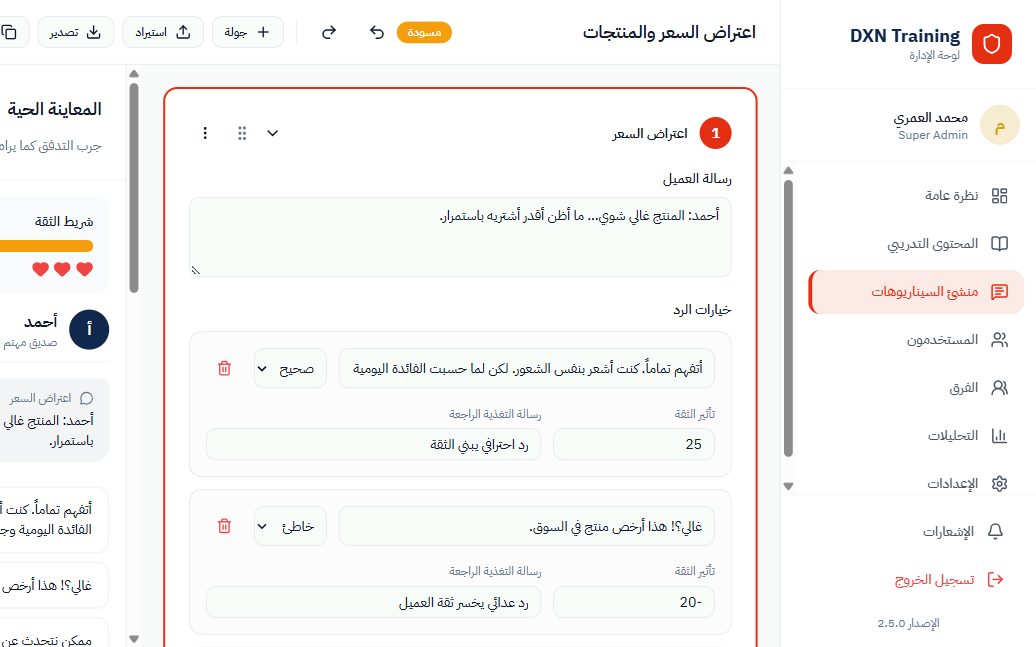 DXN Training
لوحة الإدارة
م
محمد العمري
Super Admin
نظرة عامة
المحتوى التدريبي
منشئ السيناريوهات
المستخدمون
الفرق
التحليلات
الإعدادات
الإشعارات
تسجيل الخروج
الإصدار 2.5.0
اعتراض السعر والمنتجات
مسودة
جولة
استيراد
تصدير
1
اعتراض السعر
رسالة العميل
أحمد: المنتج غالي شوي... ما أظن أقدر أشتريه باستمرار.
خيارات الرد
أتفهم تماماً. كنت أشعر بنفس الشعور. لكن لما حسبت الفائدة اليومية
صحيح
تأثير الثقة
رسالة التغذية الراجعة
25
رد احترافي يبني الثقة
غالي؟! هذا أرخص منتج في السوق.
خاطئ
تأثير الثقة
رسالة التغذية الراجعة
-20
رد عدائي يخسر ثقة العميل
المعاينة الحية
جرب التدفق كما
شريط الثقة
أ
أحمد
صديق مهتم
اعتراض السعر
أحمد: المنتج غالي
باستمرار.
أتفهم تماماً. كنت
الفائدة اليومية
غالي؟! هذا أرخص
ممكن نتحدث عن